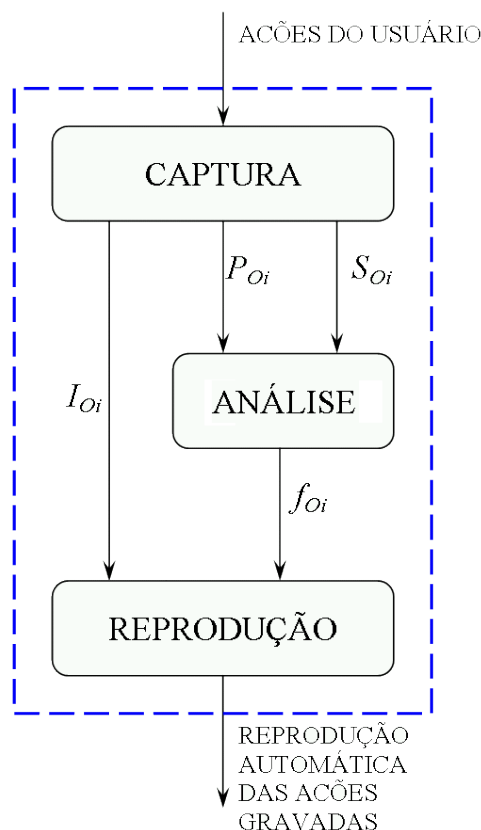 ACÕES DO USUÁRIO
CAPTURA
P_Oi
S_Oi
I_Oi
ANÁLISE
f_Oi
REPRODUÇÃO
REPRODUÇÃO
AUTOMÁTICA
DAS ACÕES
GRAVADAS